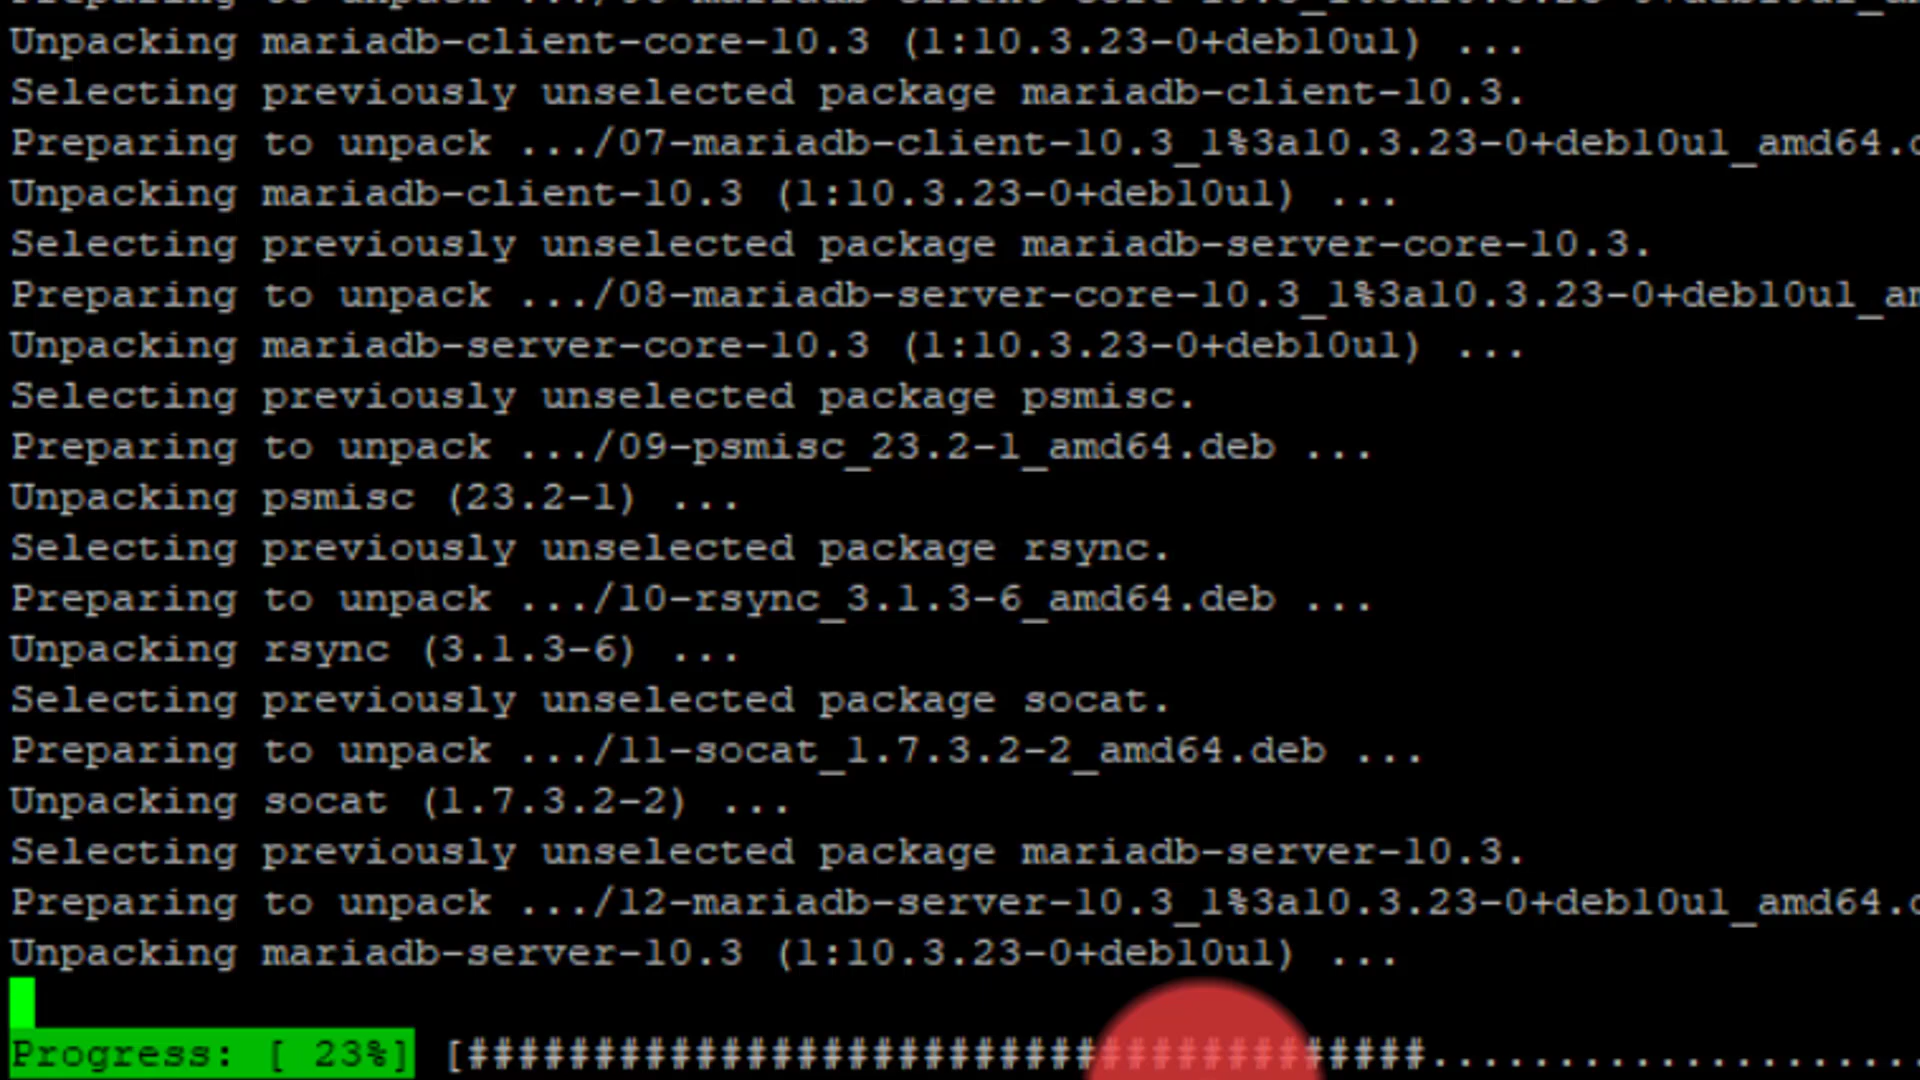 Unpacking mariadb-client-core-10.3 (1:10.3.23-0+deb10u1) ...
Selecting previously unselected package mariadb-client-10.3.
Preparing to unpack .../07-mariadb-client-10.3_1%3a10.3.23-0+deb10u1_amd64.d
Unpacking mariadb-client-10.3 (1:10.3.23-0+deb10u1) ...
Selecting previously unselected package mariadb-server-core-10.3.
Preparing to unpack .../08-mariadb-server-core-10.3_1%3a10.3.23-0+deb10u1_am
Unpacking mariadb-server-core-10.3 (1:10.3.23-0+deb10u1) ...
Selecting previously unselected package psmisc.
Preparing to unpack .../09-psmisc_23.2-1_amd64.deb ...
Unpacking psmisc (23.2-1) ...
Selecting previously unselected package rsync.
Preparing to unpack .../10-rsync_3.1.3-6_amd64.deb ...
Unpacking rsync (3.1.3-6) ...
Selecting previously unselected package socat.
Preparing to unpack .../11-socat_1.7.3.2-2_amd64.deb ...
Unpacking socat (1.7.3.2-2) ...
Selecting previously unselected package mariadb-server-10.3.
Preparing to unpack .../12-mariadb-server-10.3_1%3a10.3.23-0+deb10u1_amd64.d
Unpacking mariadb-server-10.3 (1:10.3.23-0+deb10u1) ...
Progress: [ 23%] [######################################...................